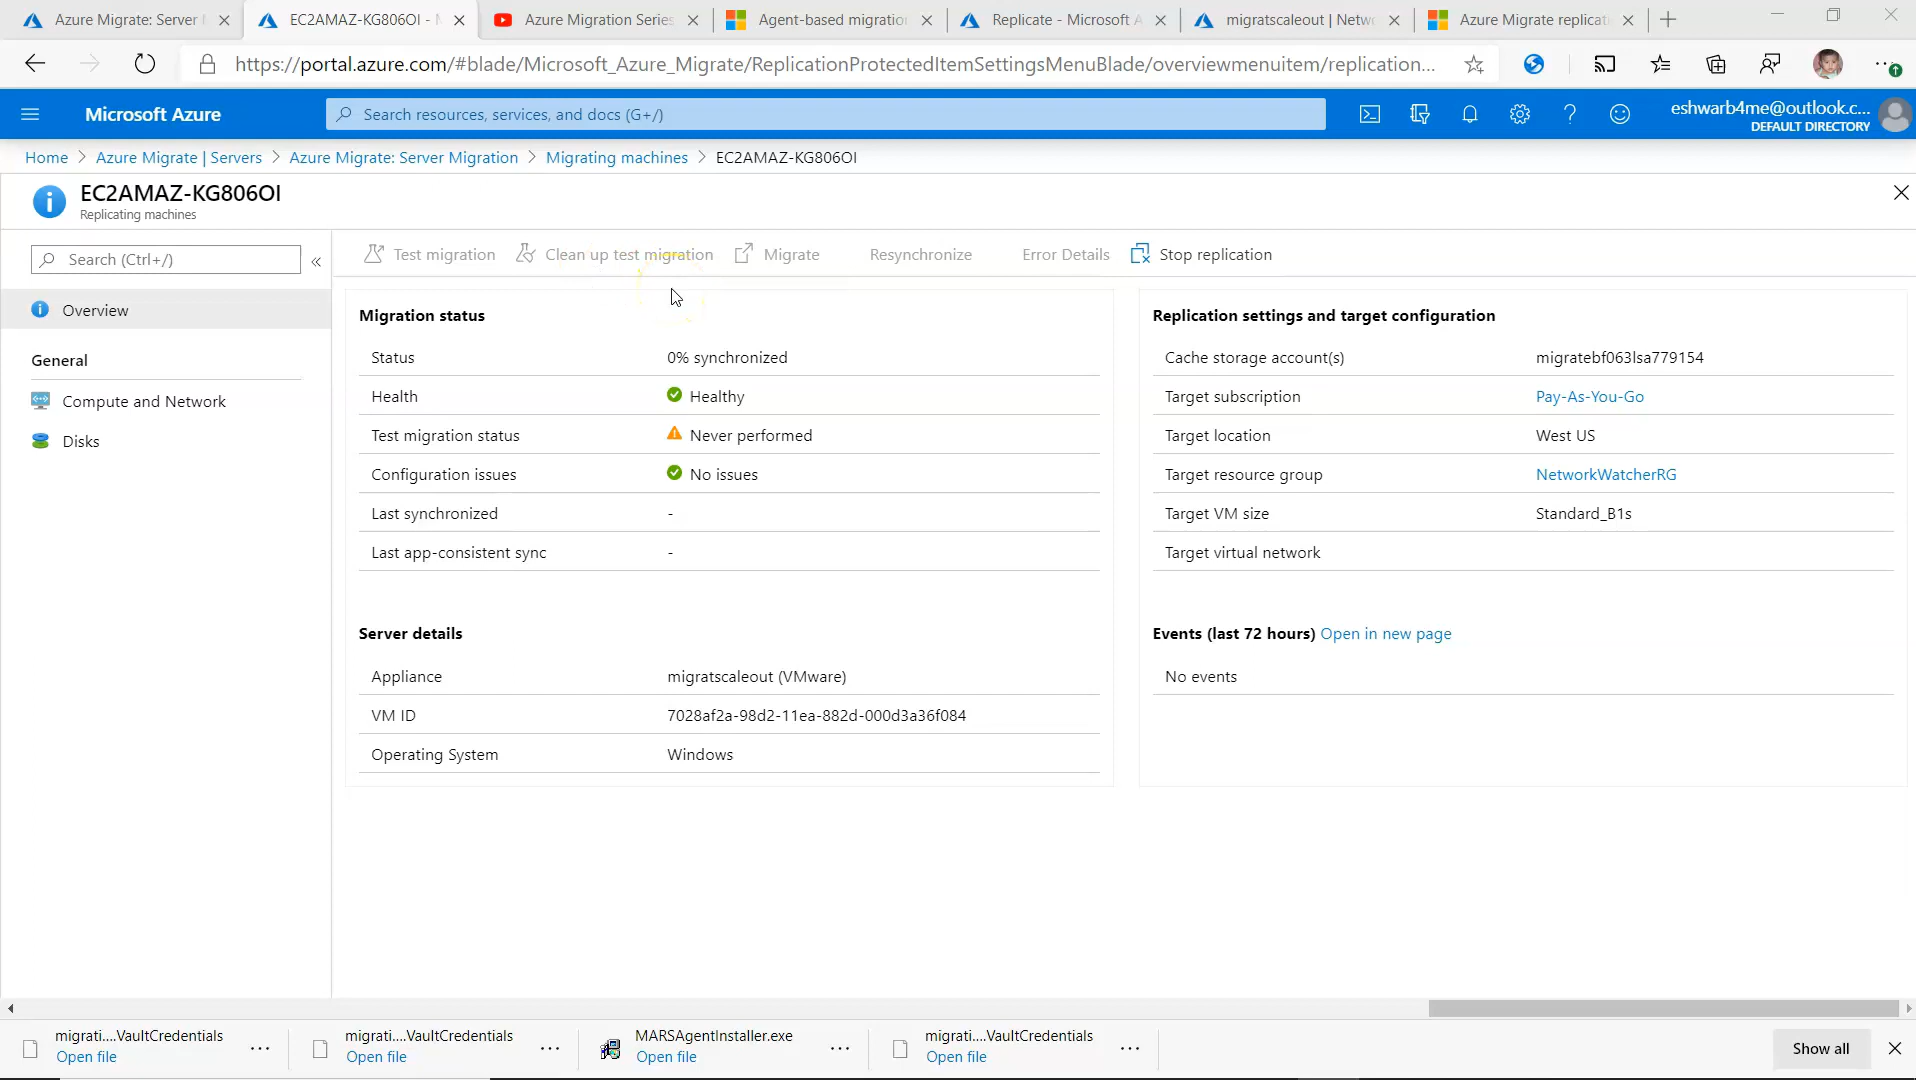 Azure Migrate: Server
EC2AMAZ-KG806OI -
Azure Migration Series
Agent-based migratio
Replicate - Microsoft A
migratscaleout | Netw
Azure Migrate replicat
https://portal.azure.com/#blade/Microsoft_Azure_Migrate/ReplicationProtectedItemSettingsMenuBlade/overviewmenuitem/replication...
Microsoft Azure
Search resources, services, and docs (G+/)
eshwarb4me@outlook.c...
DEFAULT DIRECTORY
Home > Azure Migrate | Servers > Azure Migrate: Server Migration > Migrating machines > EC2AMAZ-KG806OI
EC2AMAZ-KG806OI
Replicating machines
Search (Ctrl+/)
«
Overview
General
Compute and Network
Disks
Test migration
Clean up test migration
Migrate
Resynchronize
Error Details
Stop replication
Migration status
Status 0% synchronized
Health Healthy
Test migration status Never performed
Configuration issues No issues
Last synchronized -
Last app-consistent sync -
Server details
Appliance migratscaleout (VMware)
VM ID 7028af2a-98d2-11ea-882d-000d3a36f084
Operating System Windows
Replication settings and target configuration
Cache storage account(s) migratebf063lsa779154
Target subscription Pay-As-You-Go
Target location West US
Target resource group NetworkWatcherRG
Target VM size Standard_B1s
Target virtual network
Events (last 72 hours) Open in new page
No events
migrati....VaultCredentials
Open file
migrati....VaultCredentials
Open file
MARSAgentInstaller.exe
Open file
migrati....VaultCredentials
Open file
Show all